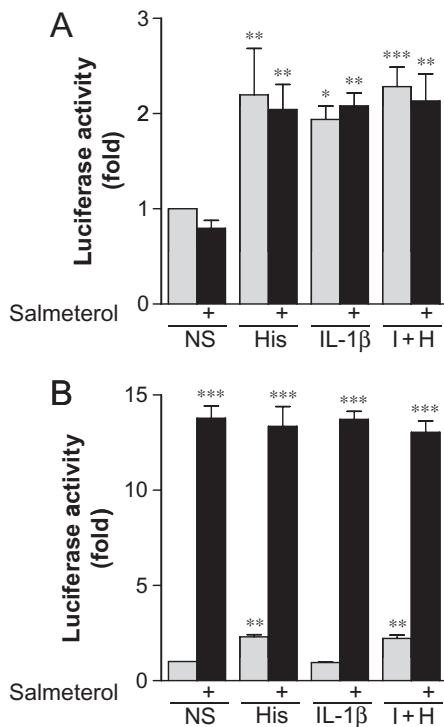 A
Luciferase activity
(fold)
3
2
1
0
** ** * ** *** **
Salmeterol + + + +
NS His IL-1β I + H
B
Luciferase activity
(fold)
15
10
5
0
*** *** *** ***
** **
Salmeterol + + + +
NS His IL-1β I + H